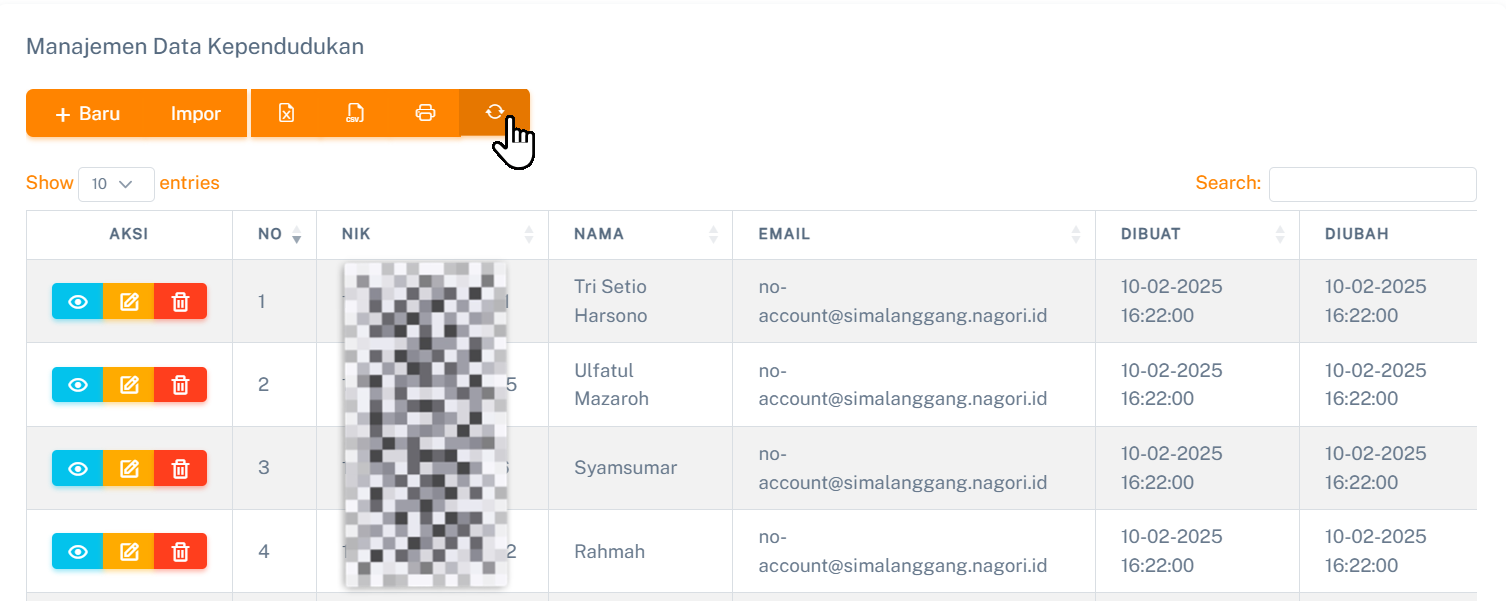 Manajemen Data Kependudukan
+ Baru Impor CSV
Show 10 entries Search:
AKSI NO NIK NAMA EMAIL DIBUAT DIUBAH
1 Tri Setio no- 10-02-2025 10-02-2025
Harsono account@simalanggang.nagori.id 16:22:00 16:22:00
2 5 Ulfatul no- 10-02-2025 10-02-2025
Mazaroh account@simalanggang.nagori.id 16:22:00 16:22:00
3 Syamsumar no- 10-02-2025 10-02-2025
account@simalanggang.nagori.id 16:22:00 16:22:00
4 2 Rahmah no- 10-02-2025 10-02-2025
account@simalanggang.nagori.id 16:22:00 16:22:00